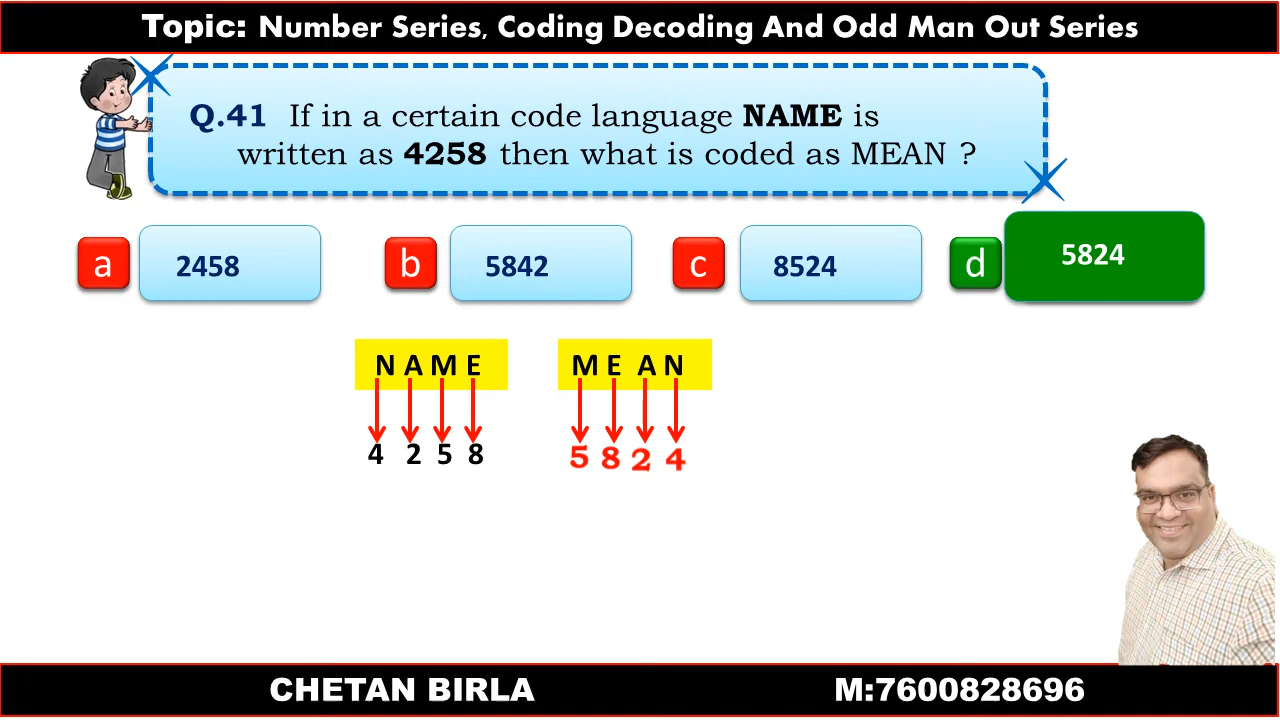 Topic: Number Series, Coding Decoding And Odd Man Out Series
Q.41 If in a certain code language NAME is
written as 4258 then what is coded as MEAN ?
a 2458 b 5842 c 8524 d 5824
N A M E M E A N
4 2 5 8 5 8 2 4
CHETAN BIRLA M:7600828696